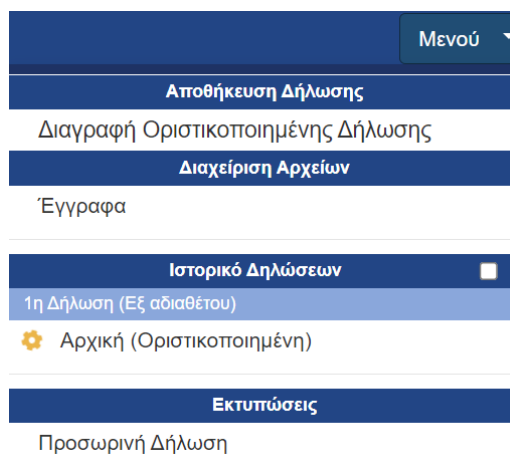 Μενού
Αποθήκευση Δήλωσης
Διαγραφή Οριστικοποιημένης Δήλωσης
Διαχείριση Αρχείων
Έγγραφα
Ιστορικό Δηλώσεων
1η Δήλωση (Εξ αδιαθέτου)
Αρχική (Οριστικοποιημένη)
Εκτυπώσεις
Προσωρινή Δήλωση